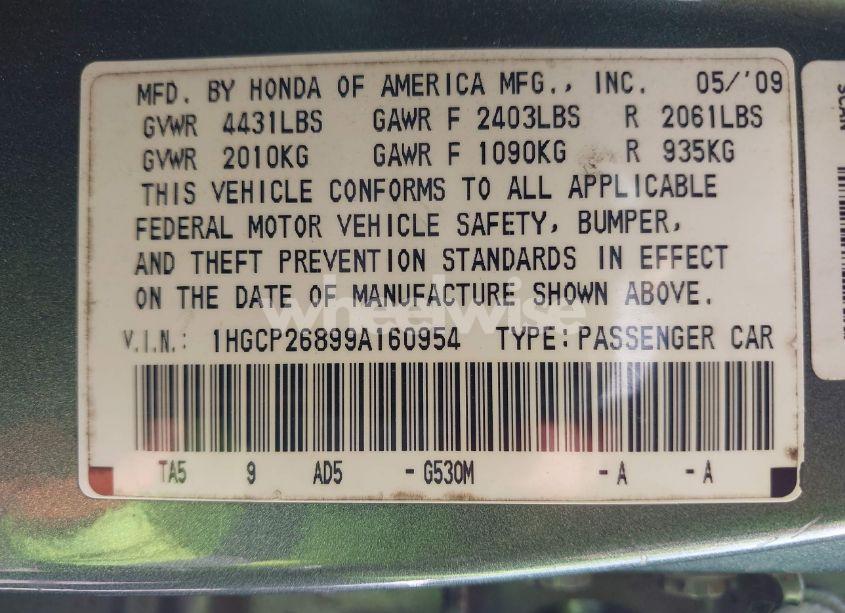 MFD. BY HONDA OF AMERICA MFG., INC. 05/'09
GVWR 4431LBS GAWR F 2403LBS R 2061LBS
GVWR 2010KG GAWR F 1090KG R 935KG
THIS VEHICLE CONFORMS TO ALL APPLICABLE
FEDERAL MOTOR VEHICLE SAFETY, BUMPER,
AND THEFT PREVENTION STANDARDS IN EFFECT
ON THE DATE OF MANUFACTURE SHOWN ABOVE.
wheelwise
V.I.N.: 1HGCP26899A160954 TYPE: PASSENGER CAR
TA5 9 AD5 - G530M - A - A
SCAN